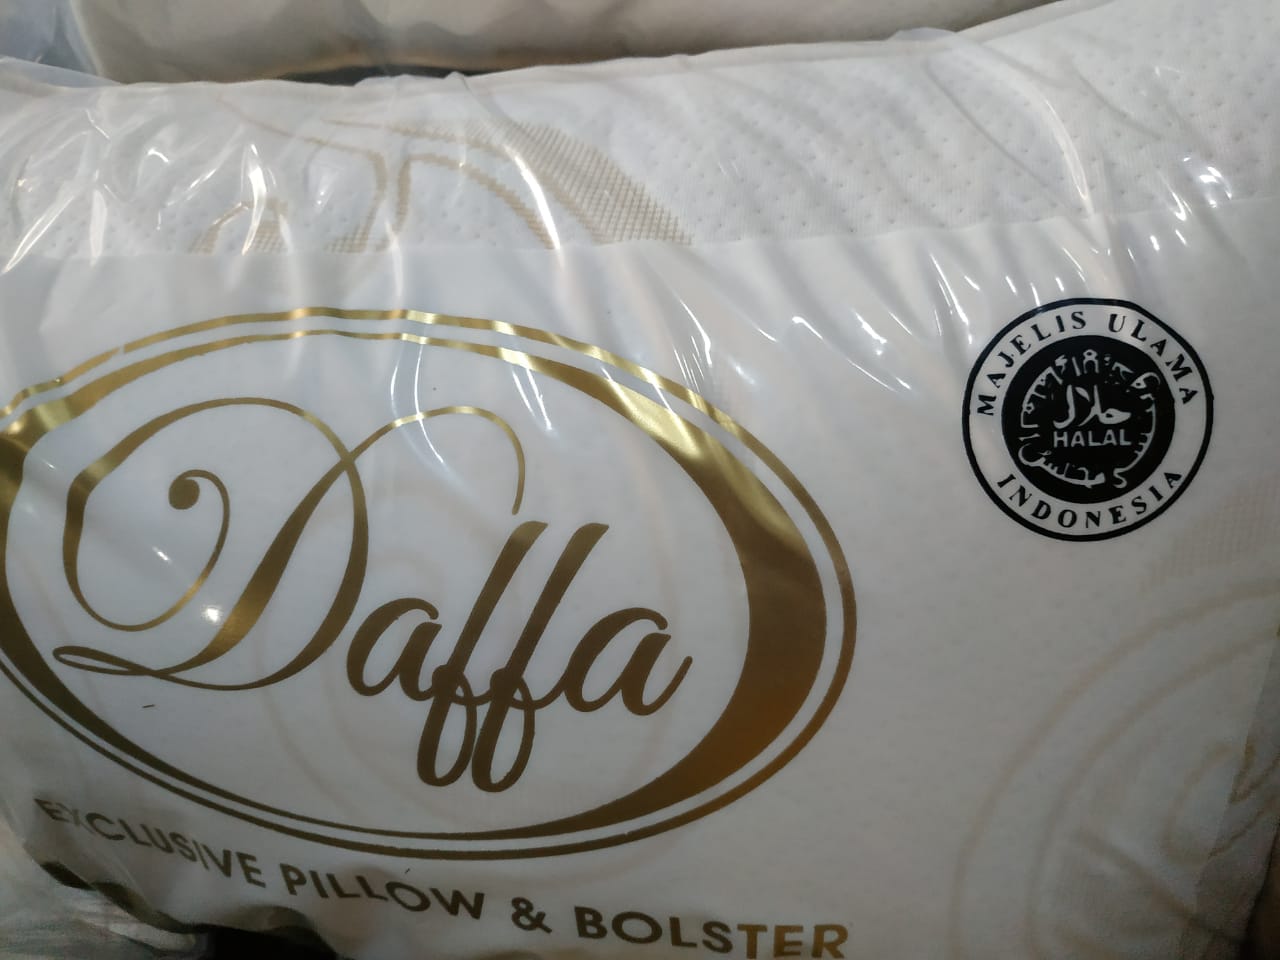 Daffa
EXCLUSIVE PILLOW & BOLSTER
MAJELIS ULAMA
حلال
HALAL
INDONESIA